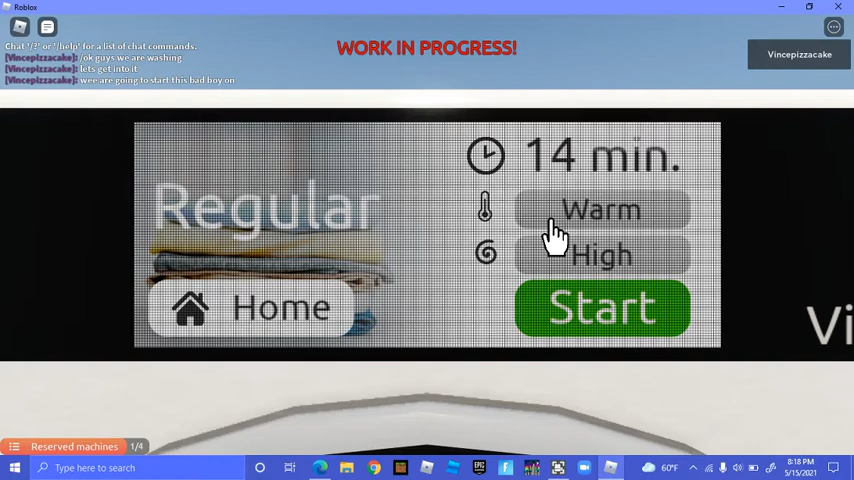 Roblox
Chat '/?' or '/help' for a list of chat commands.
[Vincepizzacake]: /ok guys we are washing
[Vincepizzacake]: lets get into it
[Vincepizzacake]: wee are going to start this bad boy on
WORK IN PROGRESS!
Vincepizzacake
14 min.
Regular
Warm
High
Home
Start
Vi
Reserved machines 1/4
Type here to search
EPIC
60°F
8:18 PM
5/15/2021